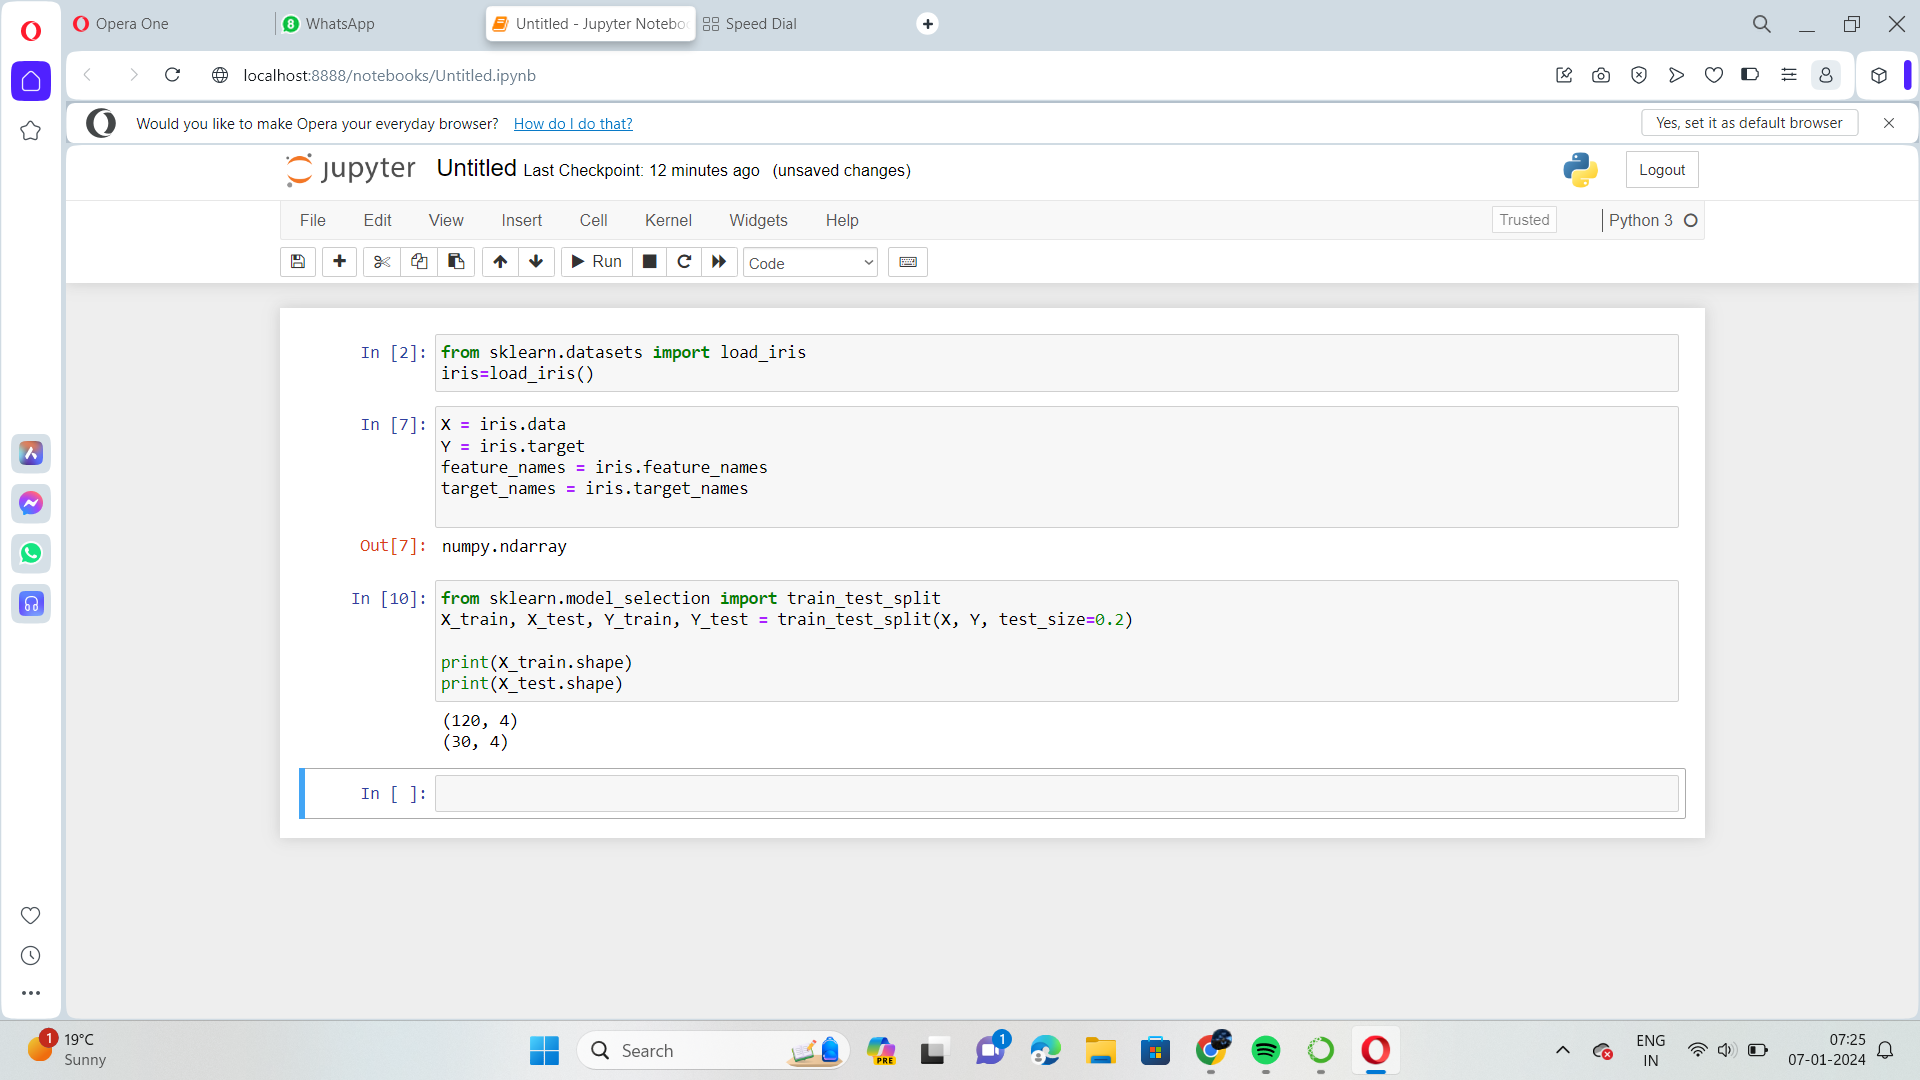 Opera One
8 WhatsApp
Untitled - Jupyter Notebo
Speed Dial
localhost:8888/notebooks/Untitled.ipynb
Would you like to make Opera your everyday browser? How do I do that?
Yes, set it as default browser
jupyter Untitled Last Checkpoint: 12 minutes ago (unsaved changes)
Logout
File Edit View Insert Cell Kernel Widgets Help
Trusted
Python 3
Run
Code
In [2]: from sklearn.datasets import load_iris
iris=load_iris()
In [7]: X = iris.data
Y = iris.target
feature_names = iris.feature_names
target_names = iris.target_names
Out[7]: numpy.ndarray
In [10]: from sklearn.model_selection import train_test_split
X_train, X_test, Y_train, Y_test = train_test_split(X, Y, test_size=0.2)
print(X_train.shape)
print(X_test.shape)
(120, 4)
(30, 4)
In [ ]:
1
19°C
Sunny
Search
PRE
1
ENG
IN
07:25
07-01-2024